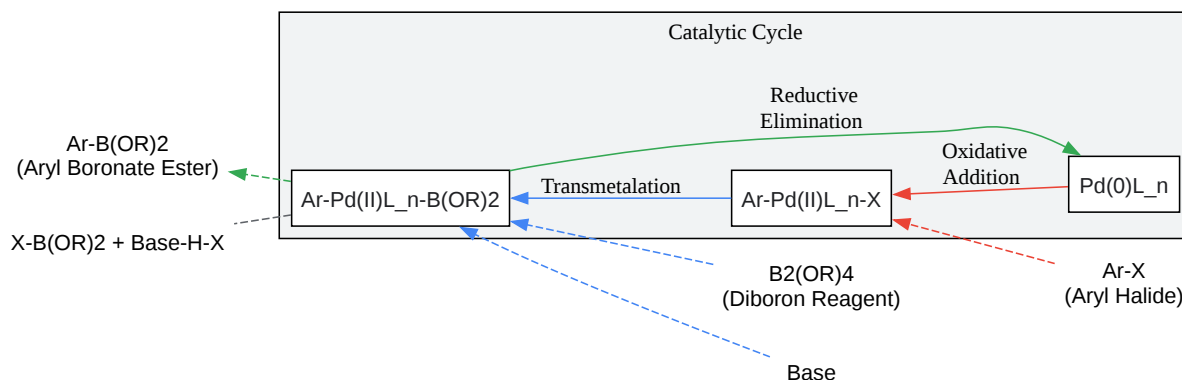 Catalytic Cycle
Reductive
Elimination
Ar-B(OR)2
(Aryl Boronate Ester)
Oxidative
Addition
Transmetalation
Ar-Pd(II)L_n-B(OR)2
Ar-Pd(II)L_n-X
Pd(0)L_n
X-B(OR)2 + Base-H-X
B2(OR)4
(Diboron Reagent)
Ar-X
(Aryl Halide)
Base